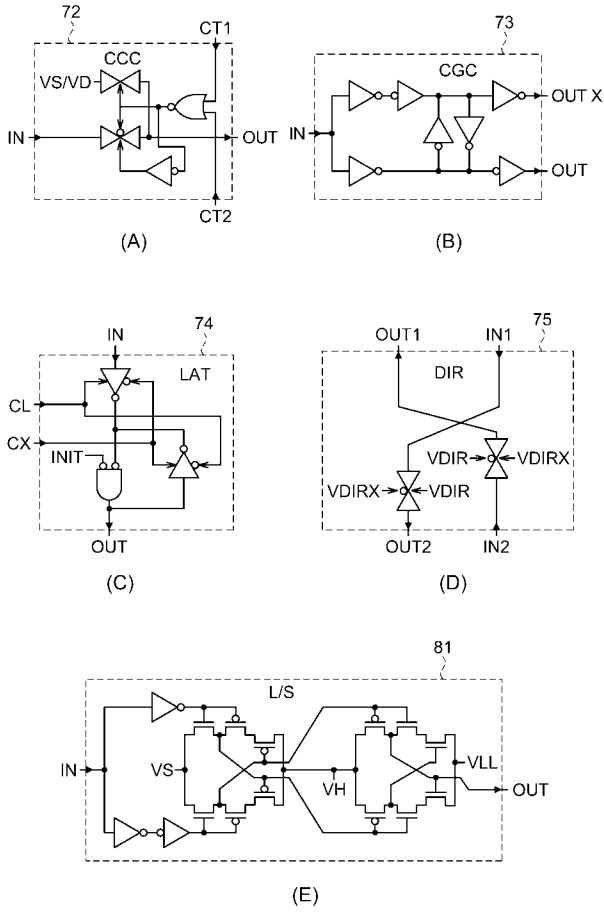 72
CT1
CCC
VS/VD
IN
OUT
CT2
(A)
73
CGC
OUT X
IN
OUT
(B)
IN
74
LAT
CL
CX
INIT
OUT
(C)
OUT1
IN1
75
DIR
VDIR
VDIRX
VDIRX
VDIR
OUT2
IN2
(D)
81
L/S
IN
VS
VH
VLL
OUT
(E)